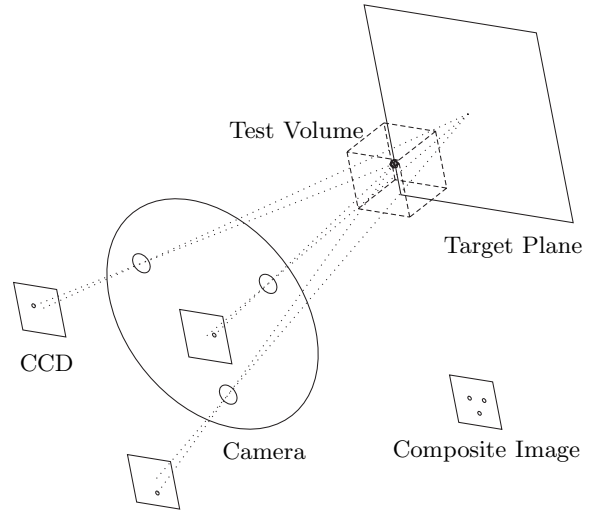 Test Volume
Target Plane
CCD
Camera
Composite Image